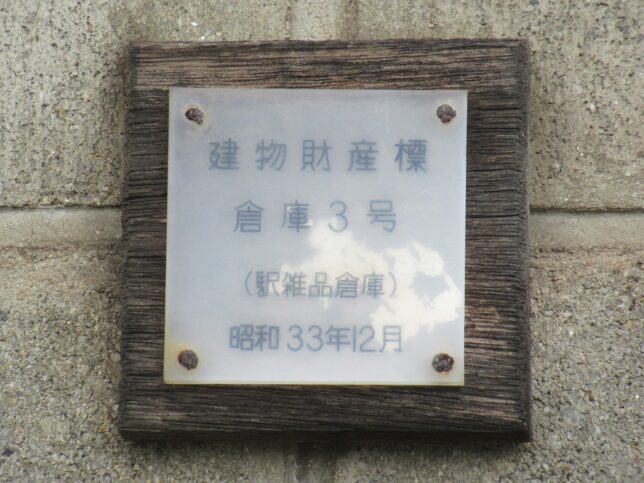 建物財産標
倉庫3号
(駅雑品倉庫)
昭和33年12月